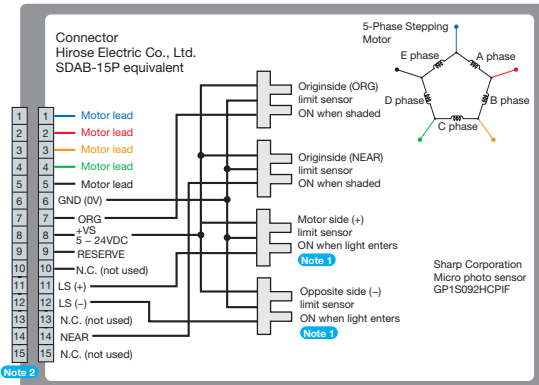 Connector
Hirose Electric Co., Ltd.
SDAB-15P equivalent
5-Phase Stepping
Motor
E phase
A phase
D phase
B phase
C phase
1 1 Motor lead
2 2 Motor lead
3 3 Motor lead
4 4 Motor lead
5 5 Motor lead
6 6 GND (0V)
7 7 ORG
8 8 +VS
5 – 24VDC
9 9 RESERVE
10 10 N.C. (not used)
11 11 LS (+)
12 12 LS (–)
13 13 N.C. (not used)
14 14 NEAR
15 15 N.C. (not used)
Note 2
Originside (ORG)
limit sensor
ON when shaded
Originside (NEAR)
limit sensor
ON when shaded
Motor side (+)
limit sensor
ON when light enters
Note 1
Opposite side (–)
limit sensor
ON when light enters
Note 1
Sharp Corporation
Micro photo sensor
GP1S092HCPIF